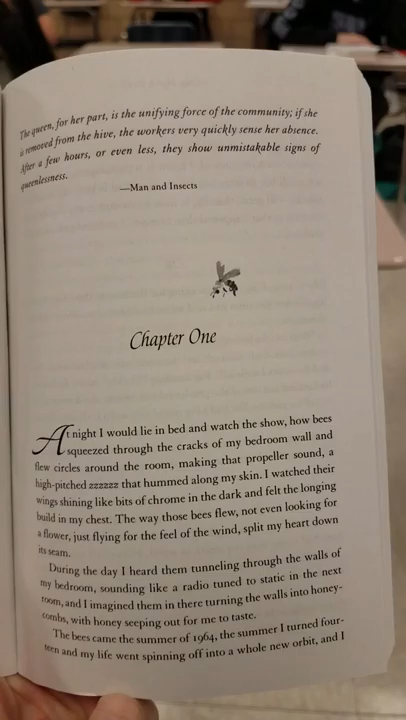 The queen, for her part, is the unifying force of the community; if she
is removed from the hive, the workers very quickly sense her absence.
After a few hours, or even less, they show unmistakable signs of
queenlessness.
—Man and Insects
Chapter One
At night I would lie in bed and watch the show, how bees
squeezed through the cracks of my bedroom wall and
flew circles around the room, making that propeller sound, a
high-pitched zzzzzz that hummed along my skin. I watched their
wings shining like bits of chrome in the dark and felt the longing
build in my chest. The way those bees flew, not even looking for
a flower, just flying for the feel of the wind, split my heart down
its seam.
During the day I heard them tunneling through the walls of
my bedroom, sounding like a radio tuned to static in the next
room, and I imagined them in there turning the walls into honey-
combs, with honey seeping out for me to taste.
The bees came the summer of 1964, the summer I turned four-
teen and my life went spinning off into a whole new orbit, and I